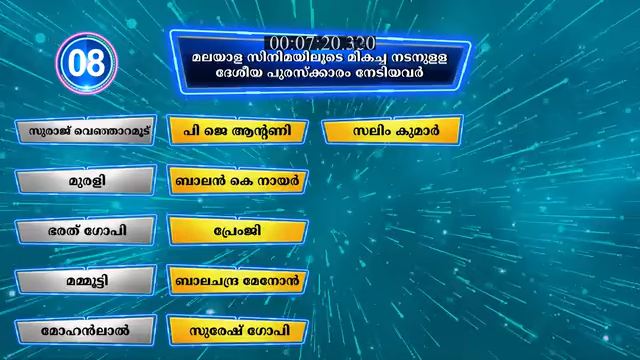 00:07:20.320
08
മലയാള സിനിമയിലൂടെ മികച്ച നടനുള്ള
ദേശീയ പുരസ്ക്കാരം നേടിയവർ
സുരാജ് വെഞ്ഞാറമൂട്
പി ജെ ആന്റണി
സലിം കുമാർ
മുരളി
ബാലൻ കെ നായർ
ഭരത് ഗോപി
പ്രേംജി
മമ്മൂട്ടി
ബാലചന്ദ്ര മേനോൻ
മോഹൻലാൽ
സുരേഷ് ഗോപി